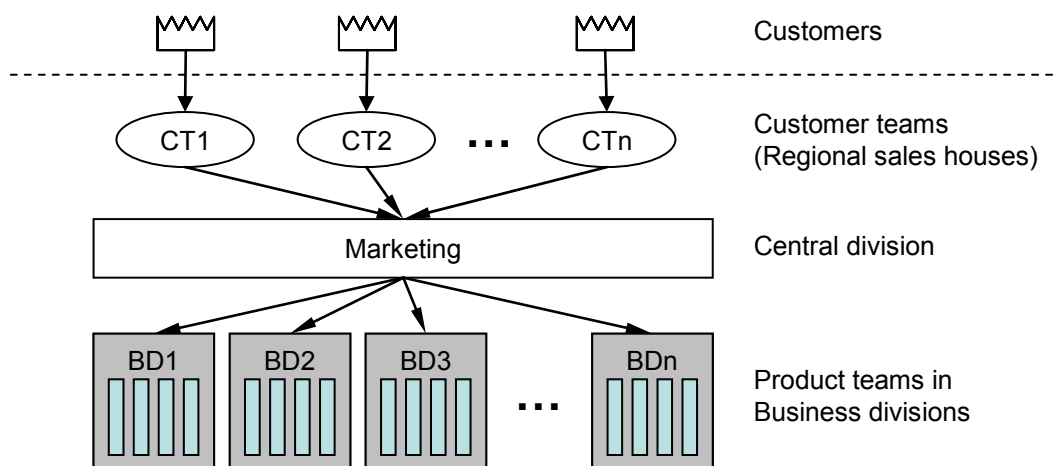 Customers
CT1
CT2
...
CTn
Customer teams
(Regional sales houses)
Marketing
Central division
BD1
BD2
BD3
...
BDn
Product teams in
Business divisions